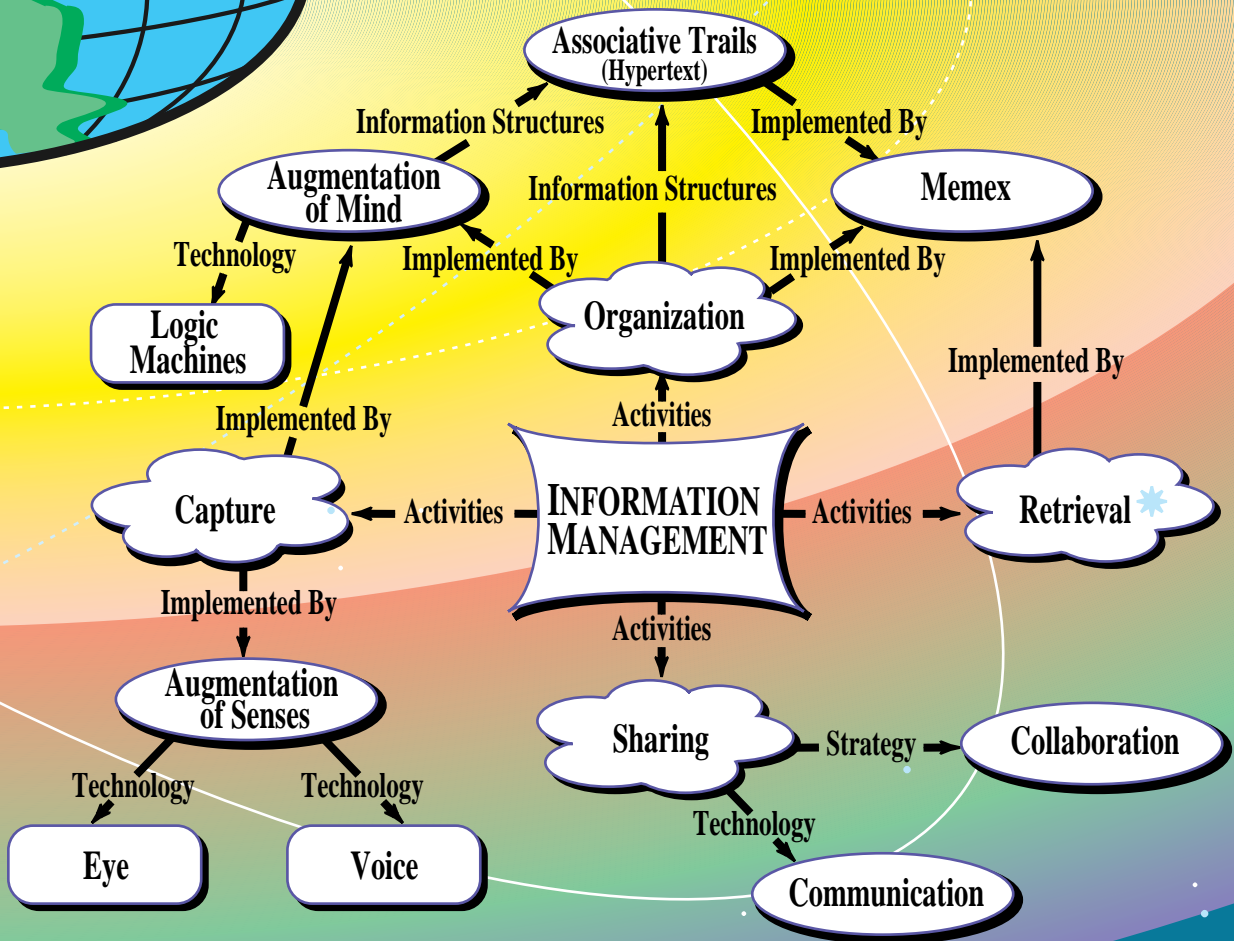 Associative Trails
(Hypertext)
Information Structures
Implemented By
Augmentation
of Mind
Information Structures
Memex
Technology
Implemented By
Implemented By
Organization
Logic
Machines
Implemented By
Implemented By
Activities
Capture
Activities
INFORMATION
MANAGEMENT
Activities
Retrieval
Implemented By
Activities
Augmentation
of Senses
Sharing
Strategy
Collaboration
Technology
Technology
Technology
Eye
Voice
Communication